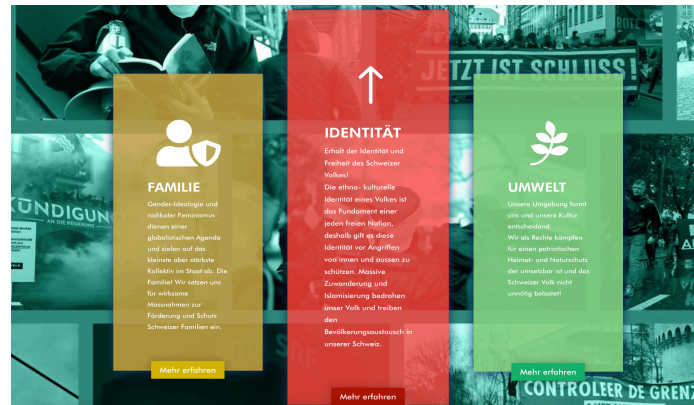 BOTE
JETZT IST SCHLUSS!
KÜNDIGUNG
AN DIE REGIERUNG
FAMILIE
Gender-Ideologie und
radikaler Feminismus
dienen einer
globalistischen Agenda
und zielen auf das
kleinste aber stärkste
Kollektiv im Staat ab: Die
Familie! Wir setzen uns
für wirksame
Massnahmen zur
Förderung und Schutz
Schweizer Familien ein.
Mehr erfahren
IDENTITÄT
Erhalt der Identität und
Freiheit des Schweizer
Volkes!
Die ethno- kulturelle
Identität eines Volkes ist
das Fundament einer
jeden freien Nation,
deshalb gilt es diese
Identität vor Angriffen
von innen und aussen zu
schützen. Massive
Zuwanderung und
Islamisierung bedrohen
unser Volk und treiben
den
Bevölkerungsaustausch in
unserer Schweiz.
Mehr erfahren
UMWELT
Unsere Umgebung formt
uns und unsere Kultur
entscheidend.
Wir als Rechte kämpfen
für einen patriotischen
Heimat- und Naturschutz
der umsetzbar ist und das
Schweizer Volk nicht
unnötig belastet!
Mehr erfahren
SRF
CONTROLEER DE GRENZ